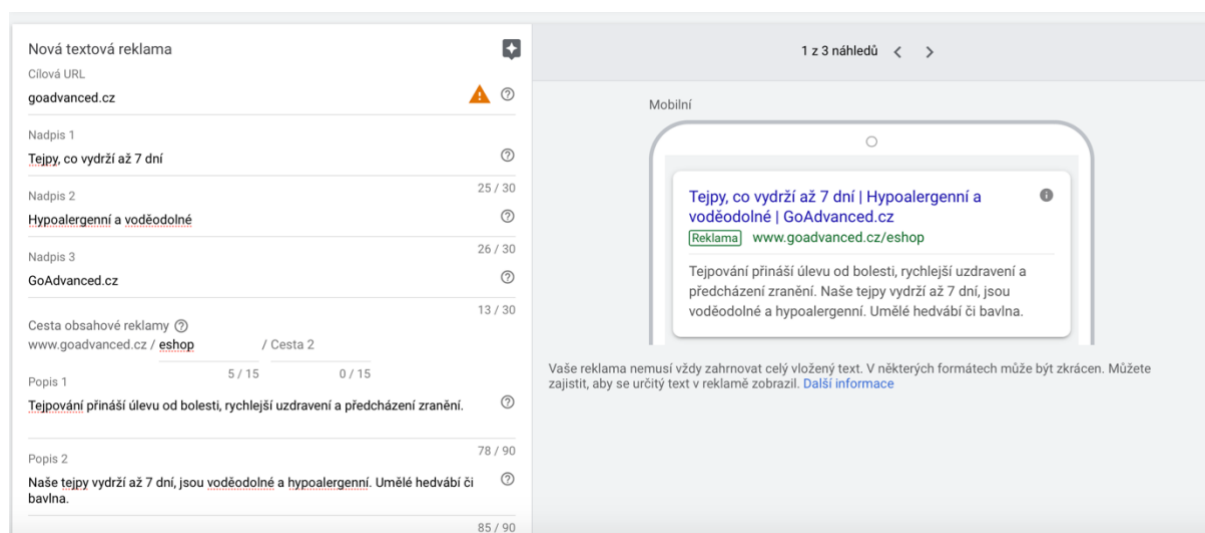 Nová textová reklama
Cílová URL
goadvanced.cz
Nadpis 1
Tejpy, co vydrží až 7 dní
25 / 30
Nadpis 2
Hypoalergenní a voděodolné
26 / 30
Nadpis 3
GoAdvanced.cz
13 / 30
Cesta obsahové reklamy
www.goadvanced.cz / eshop / Cesta 2
5 / 15 0 / 15
Popis 1
Tejpování přináší úlevu od bolesti, rychlejší uzdravení a předcházení zranění.
78 / 90
Popis 2
Naše tejpy vydrží až 7 dní, jsou voděodolné a hypoalergenní. Umělé hedvábí či
bavlna.
85 / 90
1 z 3 náhledů
Mobilní
Tejpy, co vydrží až 7 dní | Hypoalergenní a
voděodolné | GoAdvanced.cz
Reklama www.goadvanced.cz/eshop
Tejpování přináší úlevu od bolesti, rychlejší uzdravení a
předcházení zranění. Naše tejpy vydrží až 7 dní, jsou
voděodolné a hypoalergenní. Umělé hedvábí či bavlna.
Vaše reklama nemusí vždy zahrnovat celý vložený text. V některých formátech může být zkrácen. Můžete
zajistit, aby se určitý text v reklamě zobrazil. Další informace